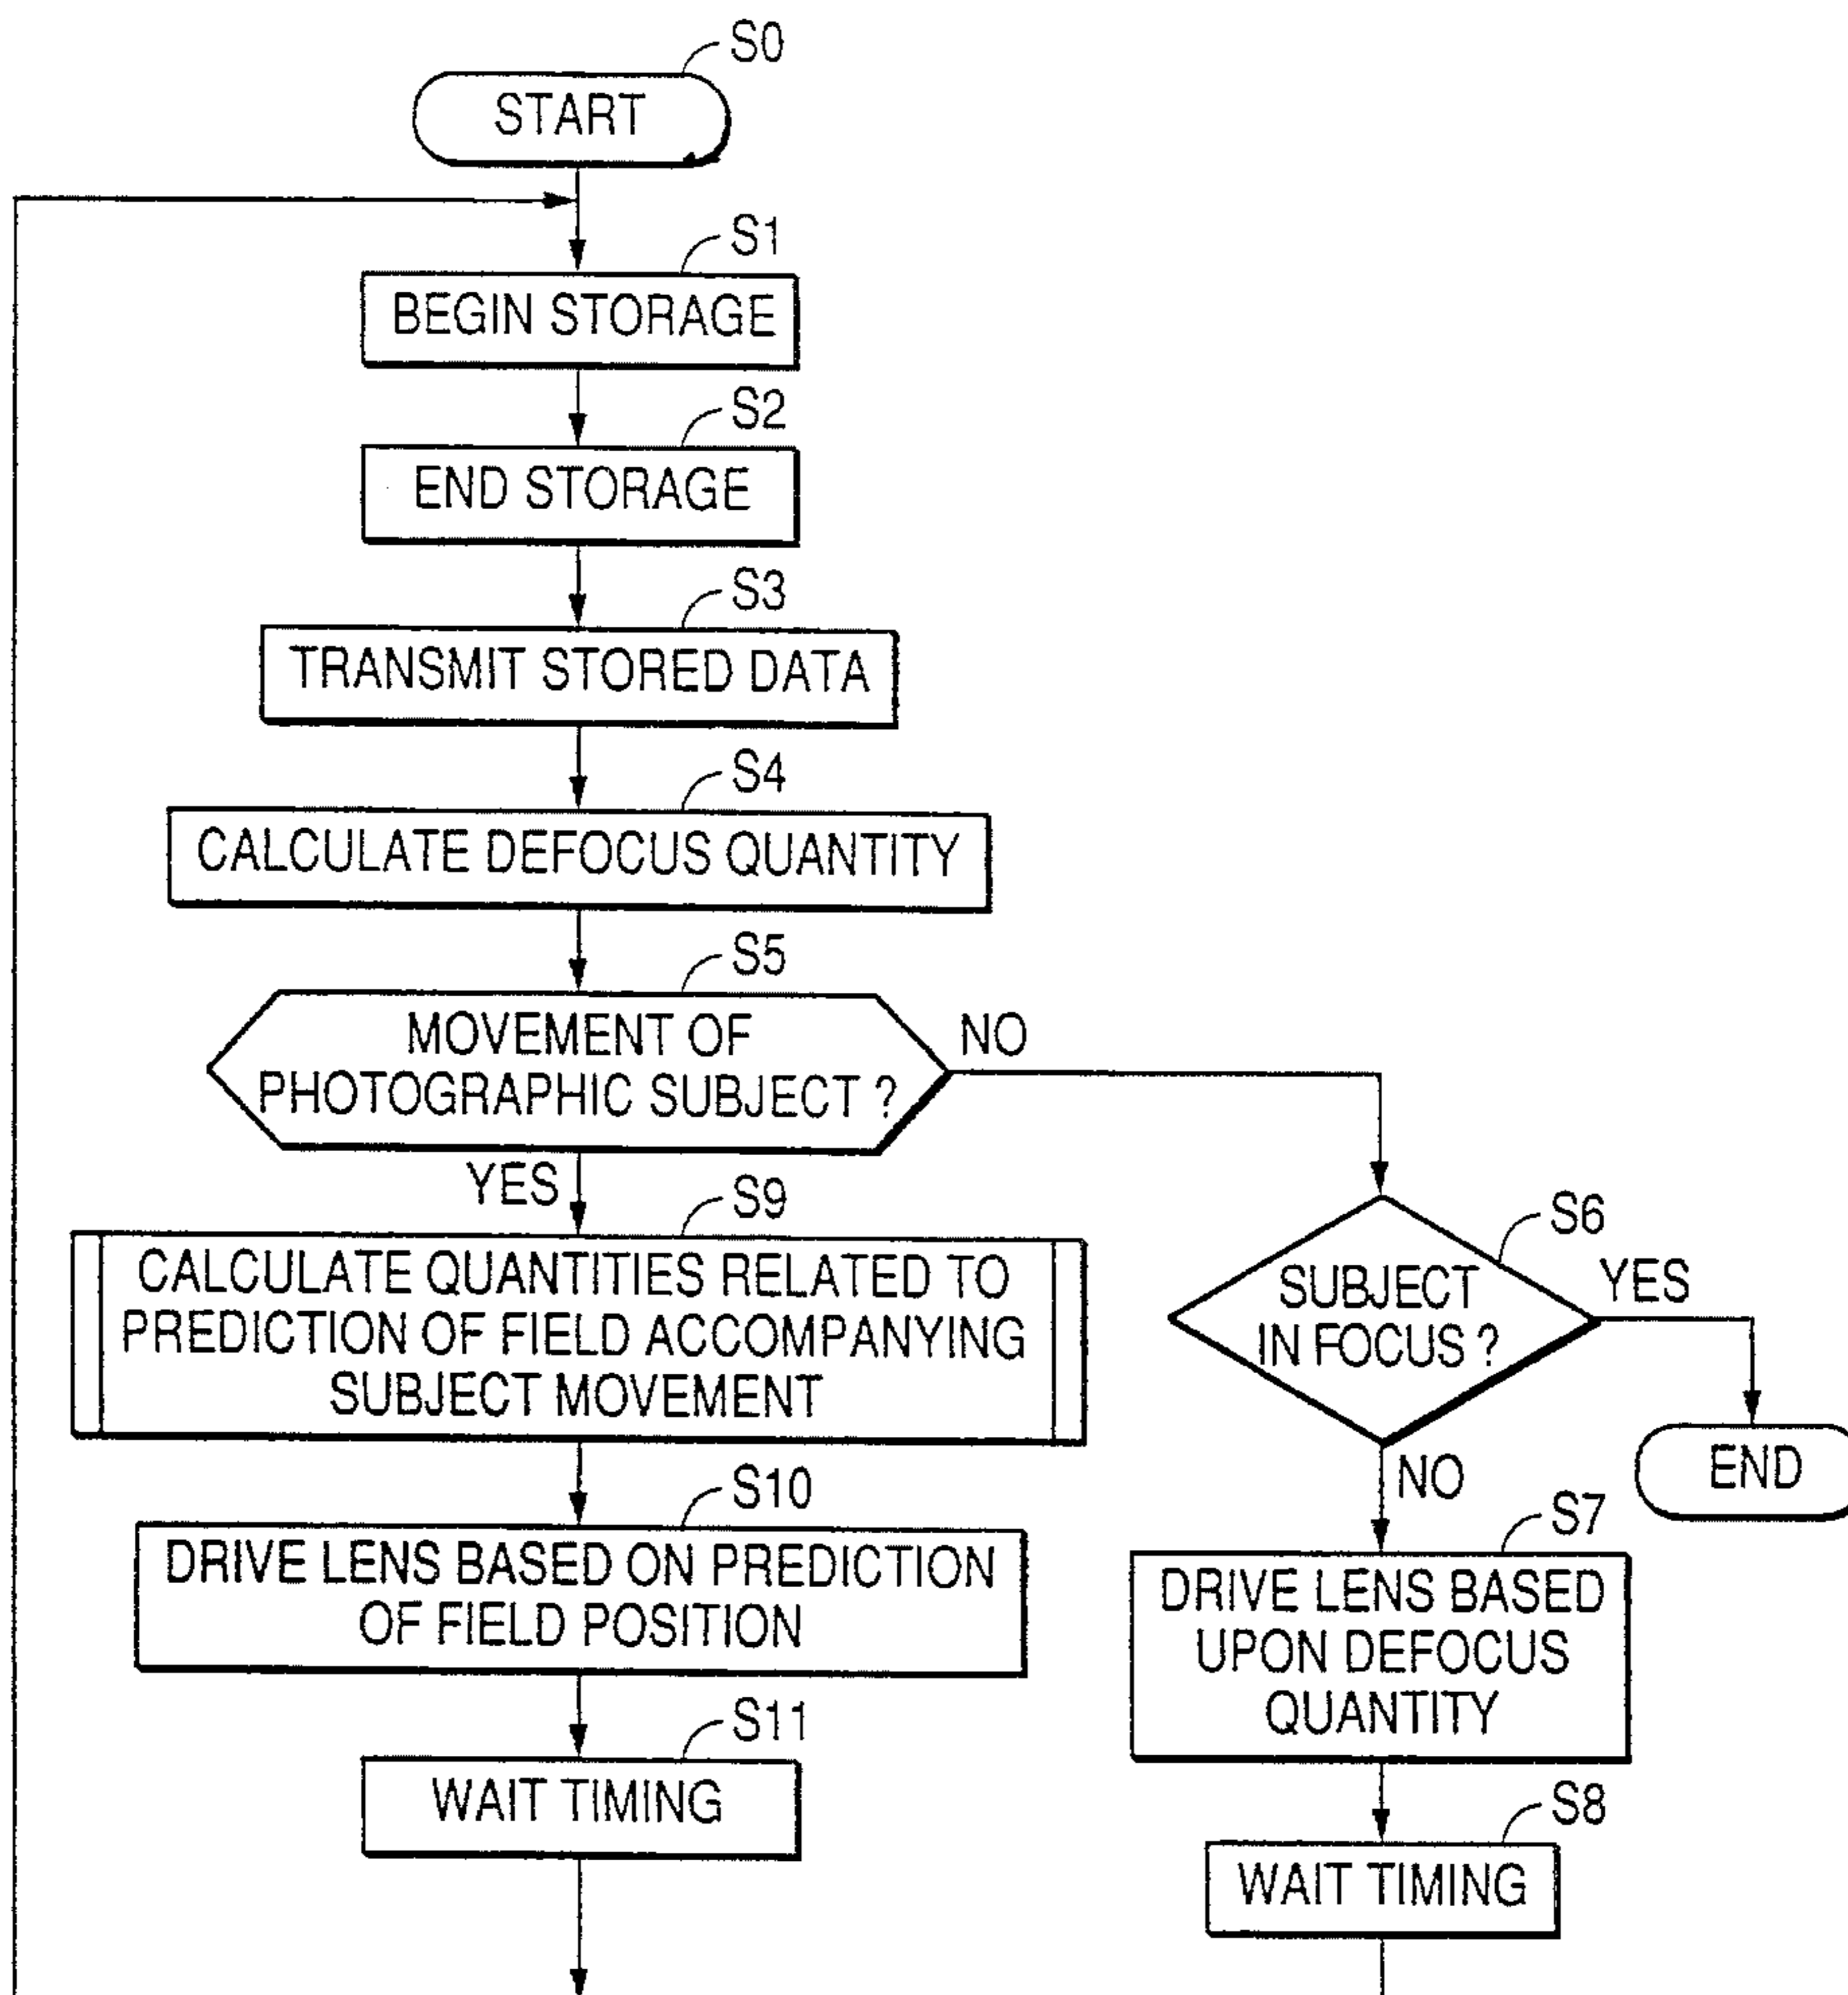 S0
START
S1
BEGIN STORAGE
S2
END STORAGE
S3
TRANSMIT STORED DATA
S4
CALCULATE DEFOCUS QUANTITY
S5
MOVEMENT OF
PHOTOGRAPHIC SUBJECT ?
NO
YES
S9
CALCULATE QUANTITIES RELATED TO
PREDICTION OF FIELD ACCOMPANYING
SUBJECT MOVEMENT
S6
SUBJECT
IN FOCUS ?
YES
END
NO
S10
DRIVE LENS BASED ON PREDICTION
OF FIELD POSITION
S7
DRIVE LENS BASED
UPON DEFOCUS
QUANTITY
S11
WAIT TIMING
S8
WAIT TIMING